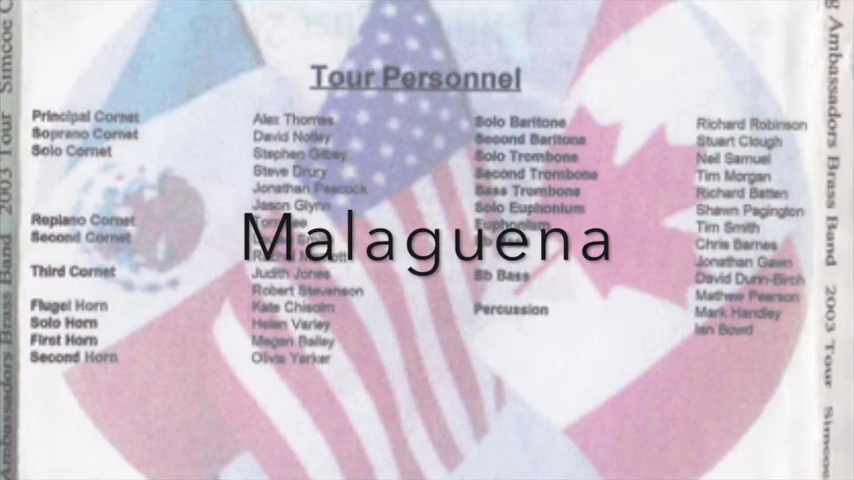 Tour Personnel
Principal Cornet
Soprano Cornet
Solo Cornet
Repiano Cornet
Second Cornet
Third Cornet
Flugel Horn
Solo Horn
First Horn
Second Horn
Alex Thomas
David Notley
Stephen Gibey
Steve Drury
Jonathan Peacock
Jason Glynn
Judith Jones
Robert Stevenson
Kate Chisolm
Helen Varley
Megan Bailey
Olivia Yerker
Solo Baritone
Second Baritone
Solo Trombone
Second Trombone
Bass Trombone
Solo Euphonium
Euphonium
Bb Bass
Percussion
Richard Robinson
Stuart Clough
Neil Samuel
Tim Morgan
Richard Batten
Shawn Pagington
Tim Smith
Chris Barnes
Jonathan Gawn
David Dunn-Birch
Mathew Pearson
Mark Handley
Ian Bowd
Malaguena
Ambassadors Brass Band 2003 Tour Simcoe
g Ambassadors Brass Band 2003 Tour Simcoe